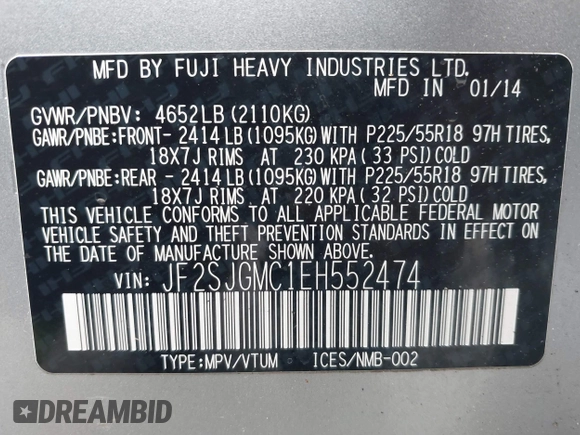 MFD BY FUJI HEAVY INDUSTRIES LTD.
MFD IN 01/14
GVWR/PNBV: 4652LB (2110KG)
GAWR/PNBE:FRONT- 2414LB (1095KG) WITH P225/55R18 97H TIRES,
18X7J RIMS AT 230 KPA ( 33 PSI) COLD
GAWR/PNBE:REAR - 2414LB (1095KG) WITH P225/55R18 97H TIRES,
18X7J RIMS AT 220 KPA ( 32 PSI) COLD
THIS VEHICLE CONFORMS TO ALL APPLICABLE FEDERAL MOTOR
VEHICLE SAFETY AND THEFT PREVENTION STANDARDS IN EFFECT
ON THE DATE OF MANUFACTURE SHOWN ABOVE.
VIN: JF2SJGMC1EH552474
TYPE:MPV/VTUM ICES/NMB-002
DREAMBID